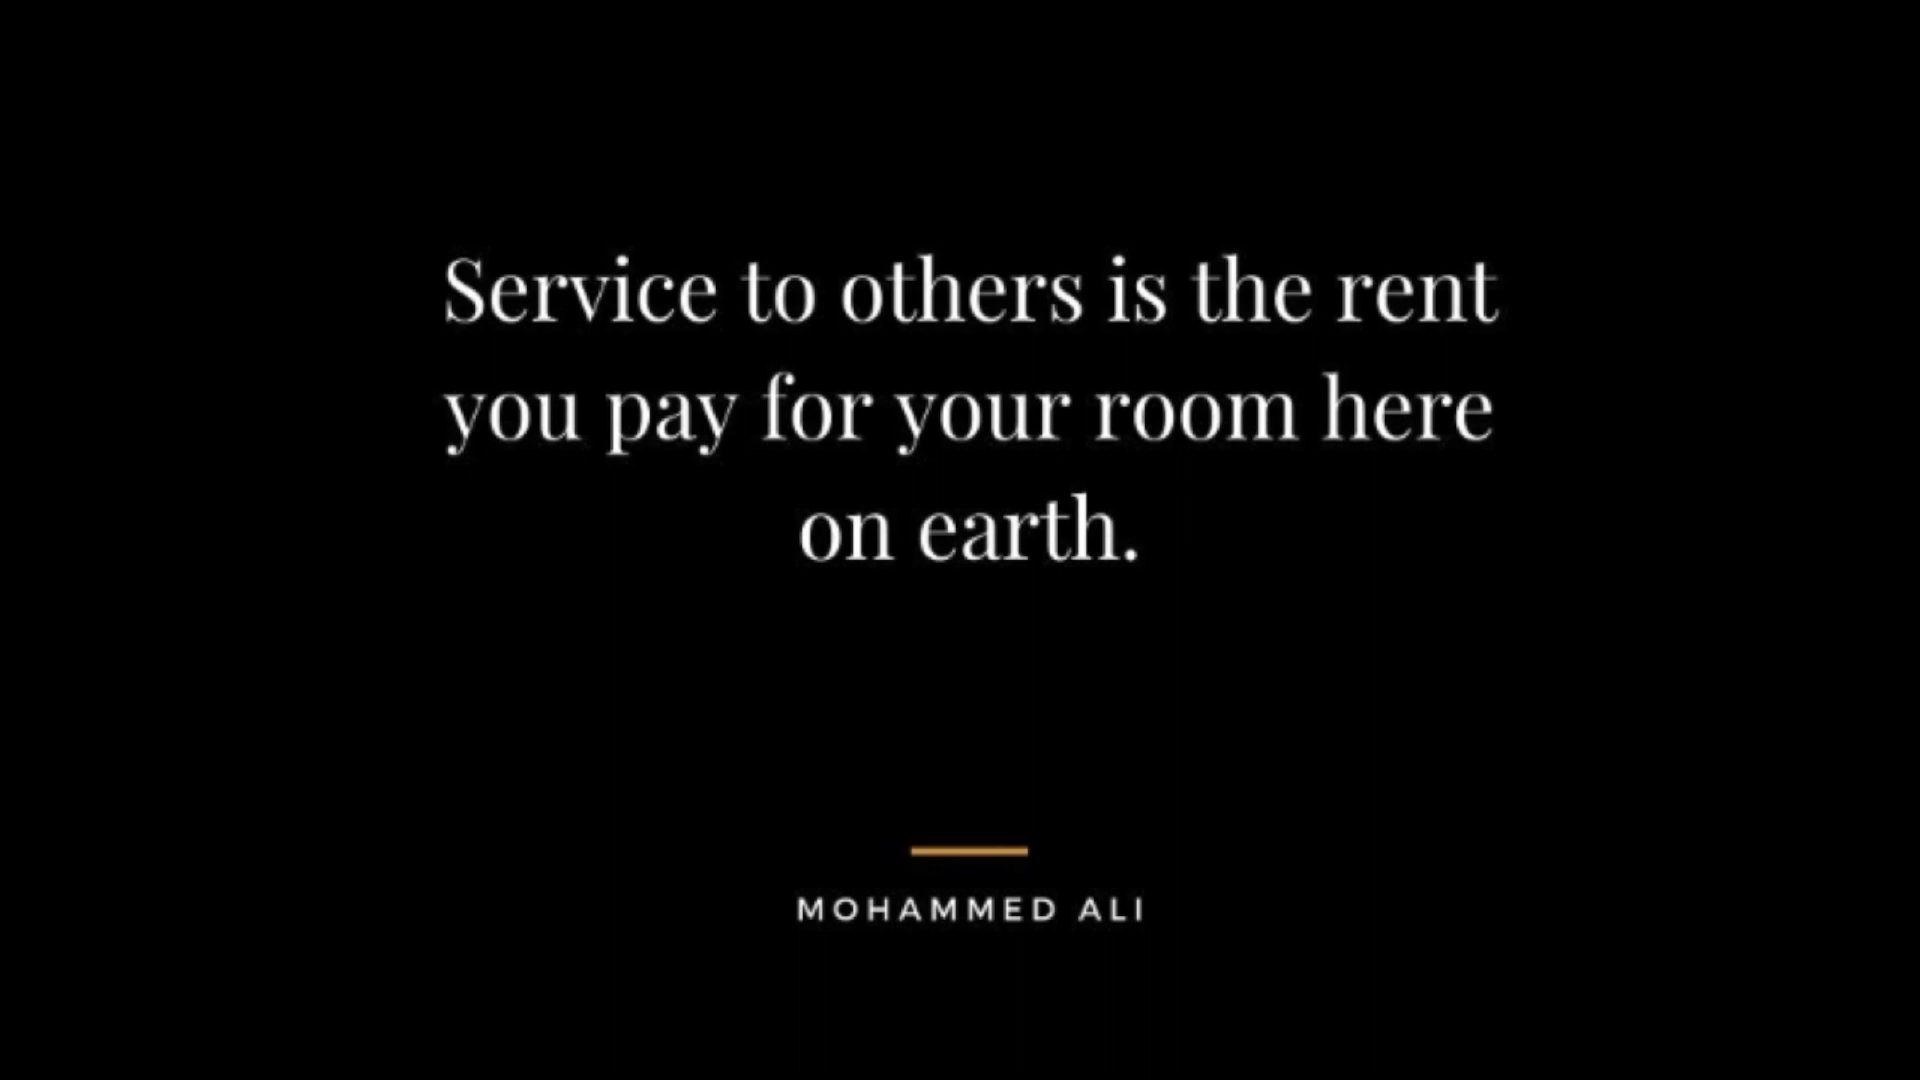 Service to others is the rent
you pay for your room here
on earth.
MOHAMMED ALI